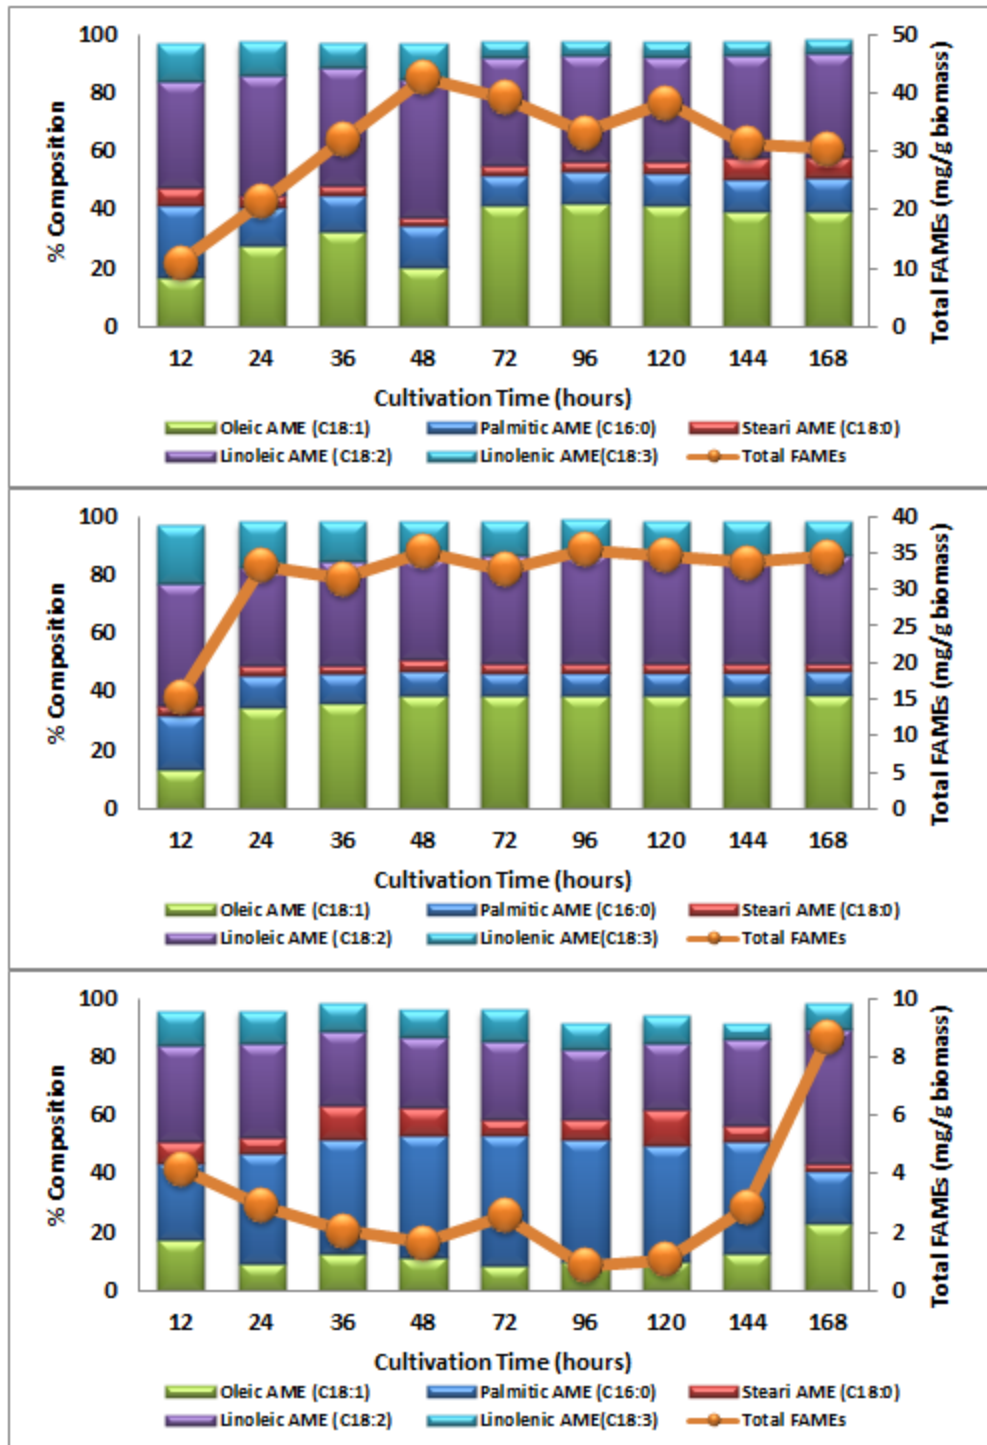 100
80
60
40
20
0
% Composition
50
40
30
20
10
0
Total FAMEs (mg/g biomass)
12 24 36 48 72 96 120 144 168
Cultivation Time (hours)
Oleic AME (C18:1) Palmitic AME (C16:0) Steari AME (C18:0)
Linoleic AME (C18:2) Linolenic AME(C18:3) Total FAMEs
100
80
60
40
20
0
% Composition
40
35
30
25
20
15
10
5
0
Total FAMEs (mg/g biomass)
12 24 36 48 72 96 120 144 168
Cultivation Time (hours)
Oleic AME (C18:1) Palmitic AME (C16:0) Steari AME (C18:0)
Linoleic AME (C18:2) Linolenic AME(C18:3) Total FAMEs
100
80
60
40
20
0
% Composition
10
8
6
4
2
0
Total FAMEs (mg/g biomass)
12 24 36 48 72 96 120 144 168
Cultivation Time (hours)
Oleic AME (C18:1) Palmitic AME (C16:0) Steari AME (C18:0)
Linoleic AME (C18:2) Linolenic AME(C18:3) Total FAMEs